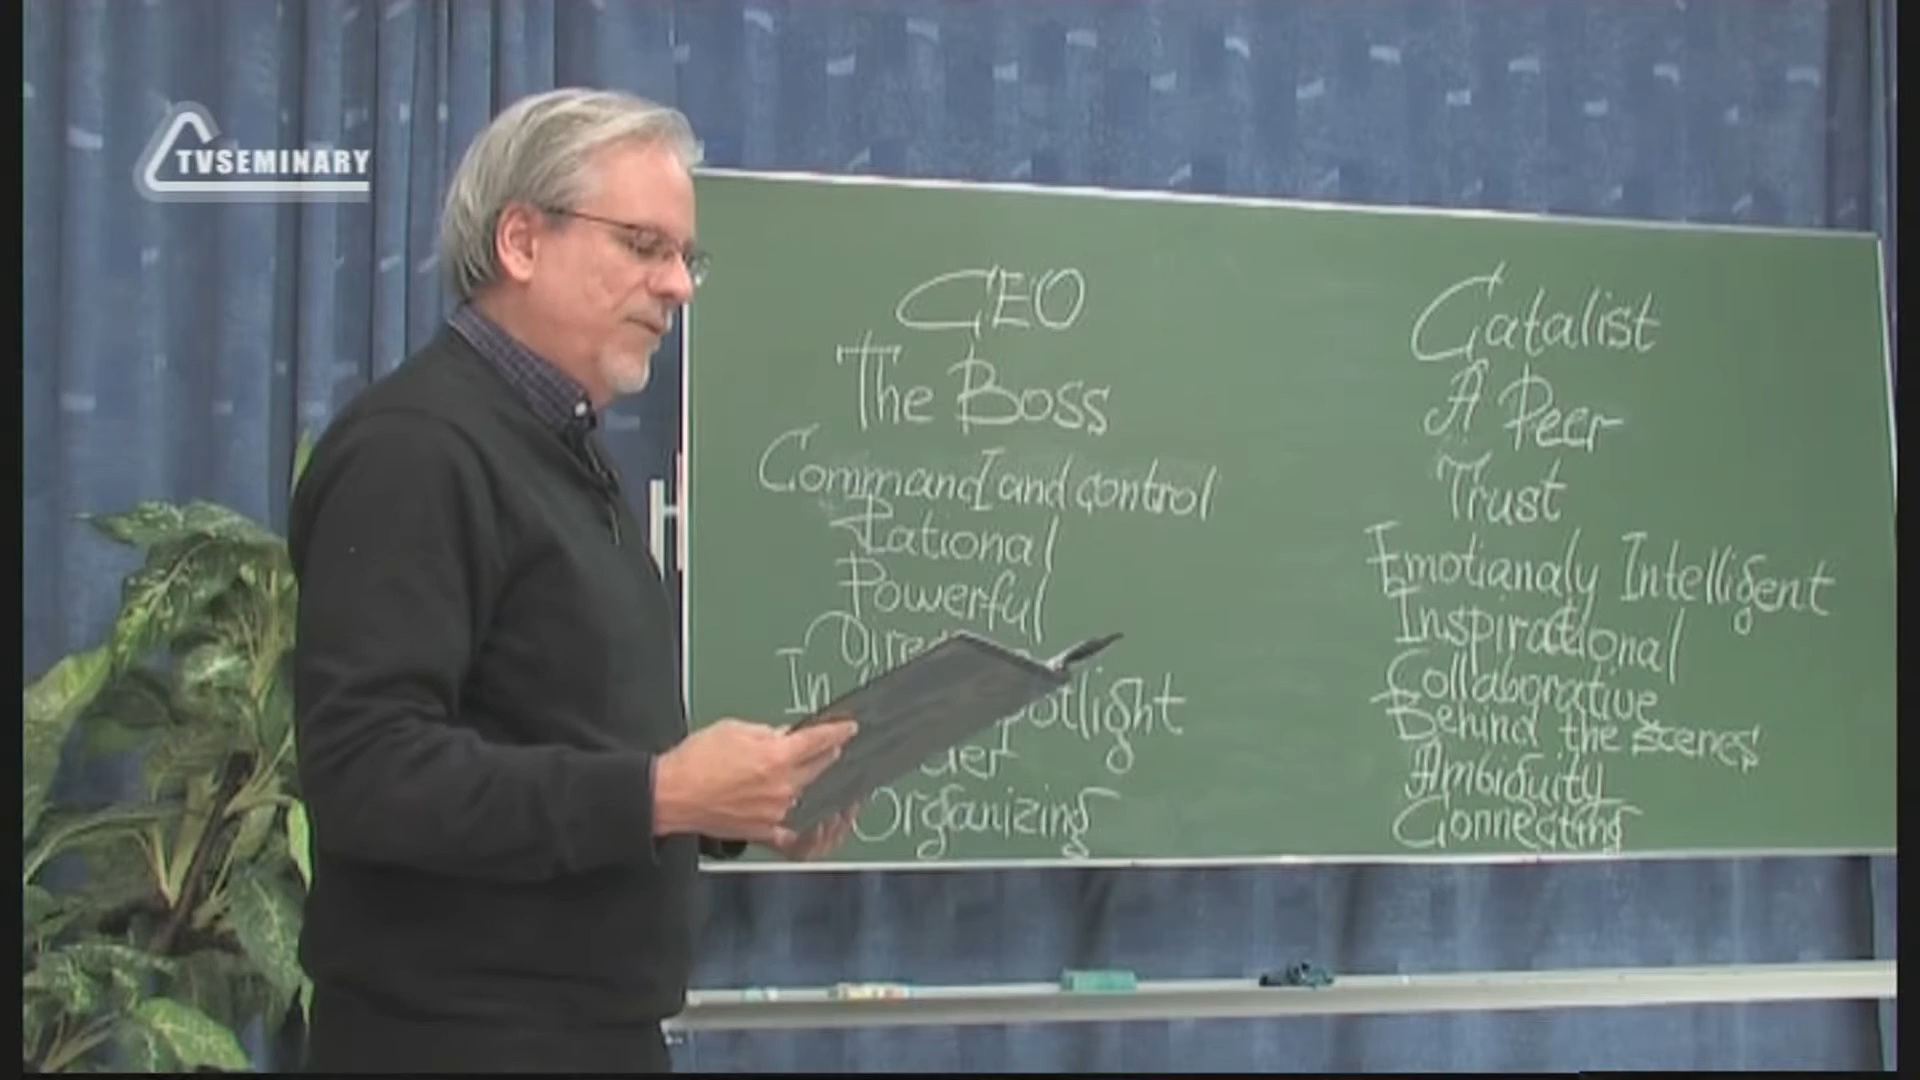 TVSEMINARY
CEO
The Boss
Command and control
Rational
Powerful
In
Organizing
Catalist
A Peer
Trust
Emotianaly Intelligent
Inspirational
Collaborative
Behind the scenes
Ambiguity
Connecting